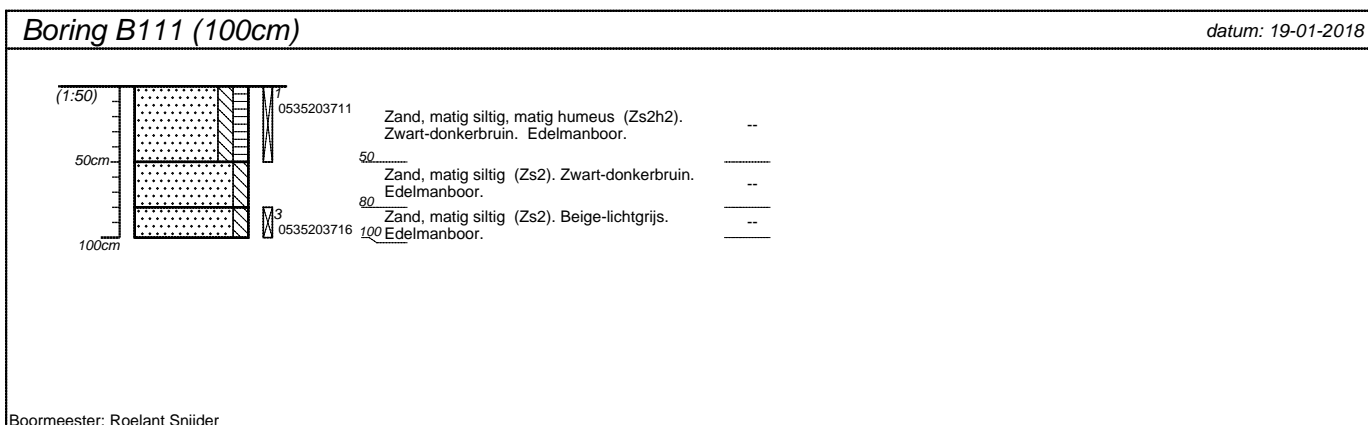 Boring B111 (100cm)
datum: 19-01-2018
(1:50)
1
0535203711
Zand, matig siltig, matig humeus (Zs2h2).
Zwart-donkerbruin. Edelmanboor.
--
50cm
50
Zand, matig siltig (Zs2). Zwart-donkerbruin.
Edelmanboor.
--
80
3
0535203716
Zand, matig siltig (Zs2). Beige-lichtgrijs.
Edelmanboor.
--
100
100cm
Boormeester: Roelant Snijder